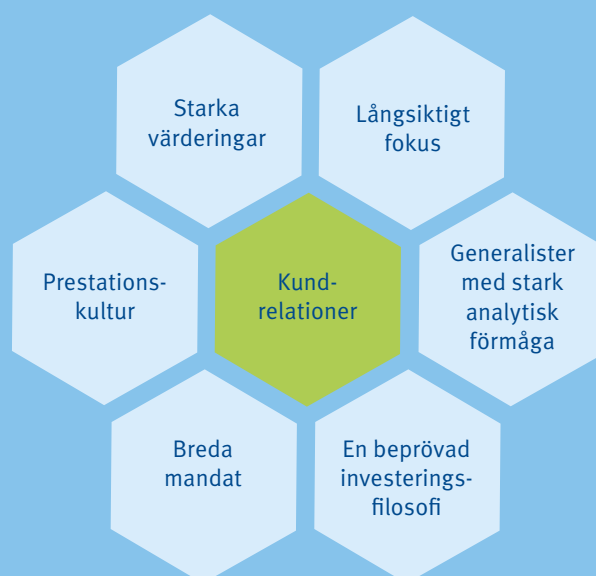 Starka
värderingar
Långsiktigt
fokus
Prestations-
kultur
Kund-
relationer
Generalister
med stark
analytisk
förmåga
Breda
mandat
En beprövad
investerings-
filosofi